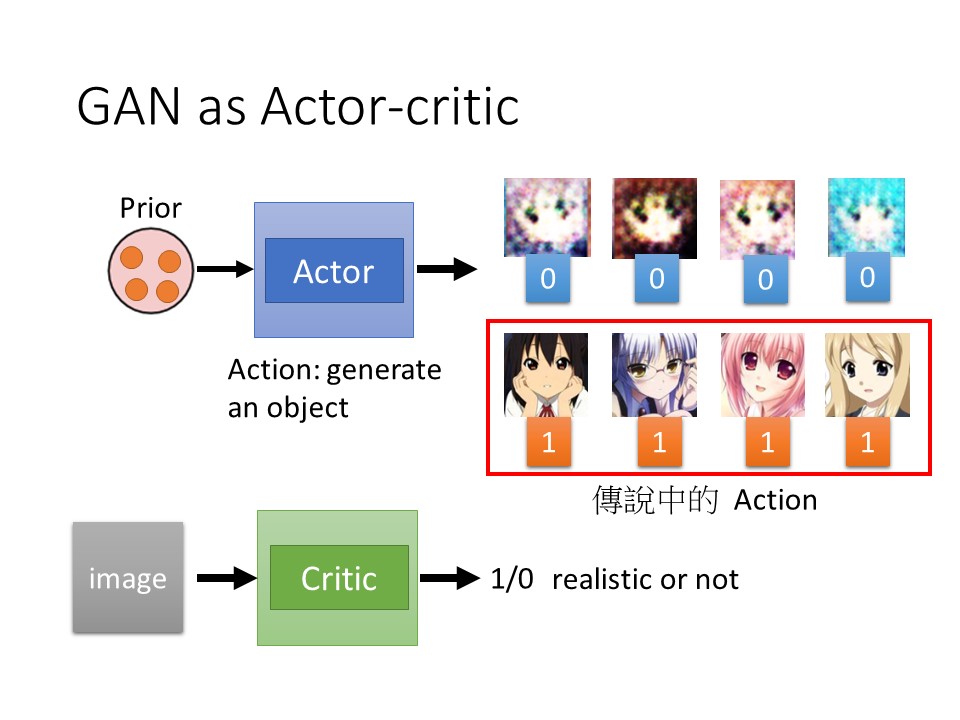 GAN as Actor-critic
Prior
Actor
Action: generate
an object
0
0
0
0
1
1
1
1
傳說中的 Action
image
Critic
1/0 realistic or not